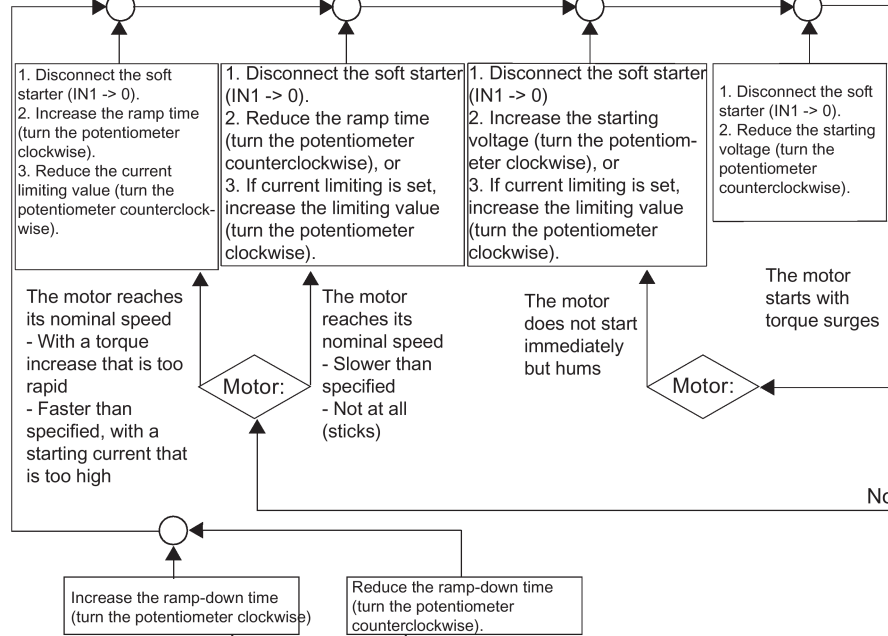 1. Disconnect the soft
starter (IN1 -> 0).
2. Increase the ramp time
(turn the potentiometer
clockwise).
3. Reduce the current
limiting value (turn the
potentiometer counterclock-
wise).
1. Disconnect the soft starter
(IN1 -> 0).
2. Reduce the ramp time
(turn the potentiometer
counterclockwise), or
3. If current limiting is set,
increase the limiting value
(turn the potentiometer
clockwise).
1. Disconnect the soft starter
(IN1 -> 0)
2. Increase the starting
voltage (turn the potentiom-
eter clockwise), or
3. If current limiting is set,
increase the limiting value
(turn the potentiometer
clockwise).
1. Disconnect the soft
starter (IN1 -> 0).
2. Reduce the starting
voltage (turn the
potentiometer
counterclockwise).
The motor reaches
its nominal speed
- With a torque
increase that is too
rapid
- Faster than
specified, with a
starting current that
is too high
Motor:
The motor
reaches its
nominal speed
- Slower than
specified
- Not at all
(sticks)
The motor
does not start
immediately
but hums
Motor:
The motor
starts with
torque surges
Increase the ramp-down time
(turn the potentiometer clockwise)
Reduce the ramp-down time
(turn the potentiometer
counterclockwise).